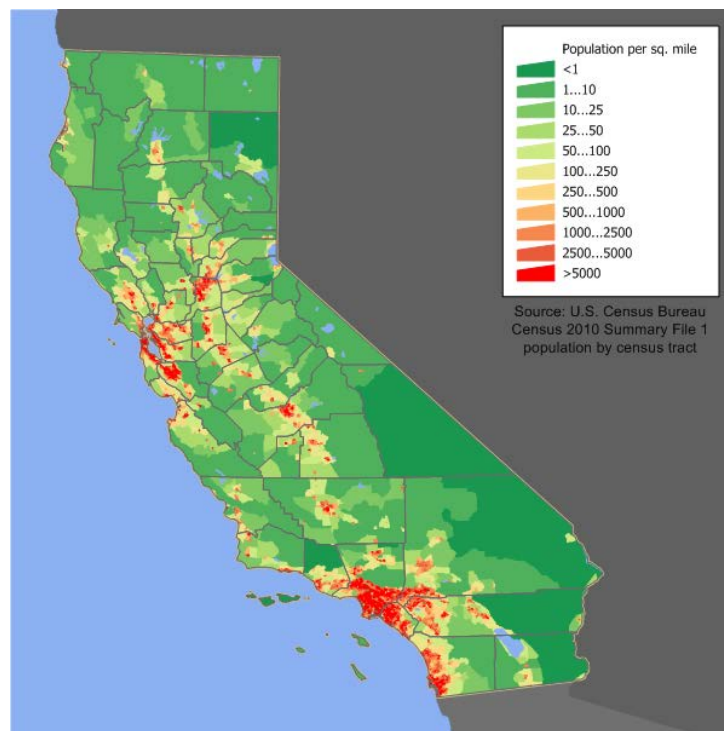 Population per sq. mile
<1
1...10
10...25
25...50
50...100
100...250
250...500
500...1000
1000...2500
2500...5000
>5000
Source: U.S. Census Bureau
Census 2010 Summary File 1
population by census tract